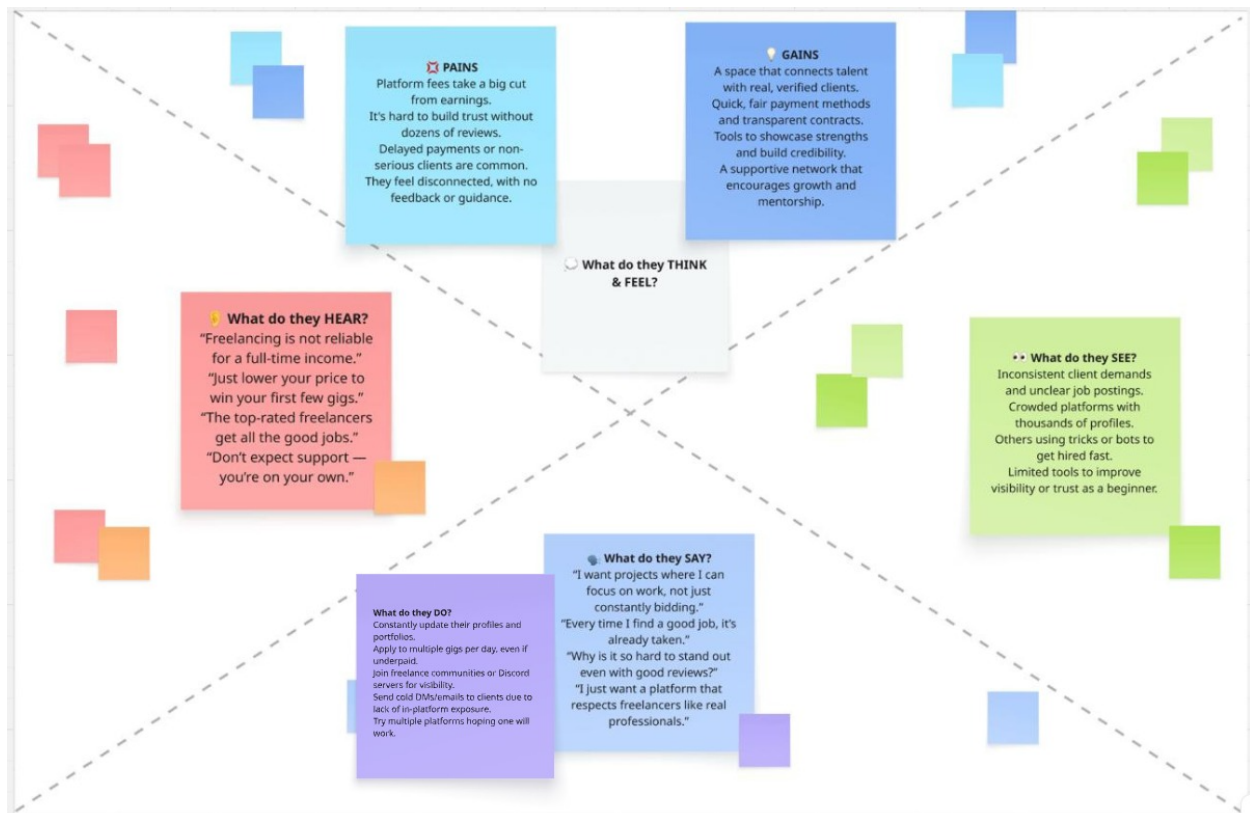 💢 PAINS
Platform fees take a big cut
from earnings.
It's hard to build trust without
dozens of reviews.
Delayed payments or non-
serious clients are common.
They feel disconnected, with no
feedback or guidance.
💡 GAINS
A space that connects talent
with real, verified clients.
Quick, fair payment methods
and transparent contracts.
Tools to showcase strengths
and build credibility.
A supportive network that
encourages growth and
mentorship.
💭 What do they THINK
& FEEL?
👂 What do they HEAR?
“Freelancing is not reliable
for a full-time income.”
“Just lower your price to
win your first few gigs.”
“The top-rated freelancers
get all the good jobs.”
“Don’t expect support —
you’re on your own.”
👀 What do they SEE?
Inconsistent client demands
and unclear job postings.
Crowded platforms with
thousands of profiles.
Others using tricks or bots to
get hired fast.
Limited tools to improve
visibility or trust as a beginner.
🗣️ What do they SAY?
“I want projects where I can
focus on work, not just
constantly bidding.”
“Every time I find a good job, it's
already taken.”
“Why is it so hard to stand out
even with good reviews?”
“I just want a platform that
respects freelancers like real
professionals.”
What do they DO?
Constantly update their profiles and
portfolios.
Apply to multiple gigs per day, even if
underpaid.
Join freelance communities or Discord
servers for visibility.
Send cold DMs/emails to clients due to
lack of in-platform exposure.
Try multiple platforms hoping one will
work.